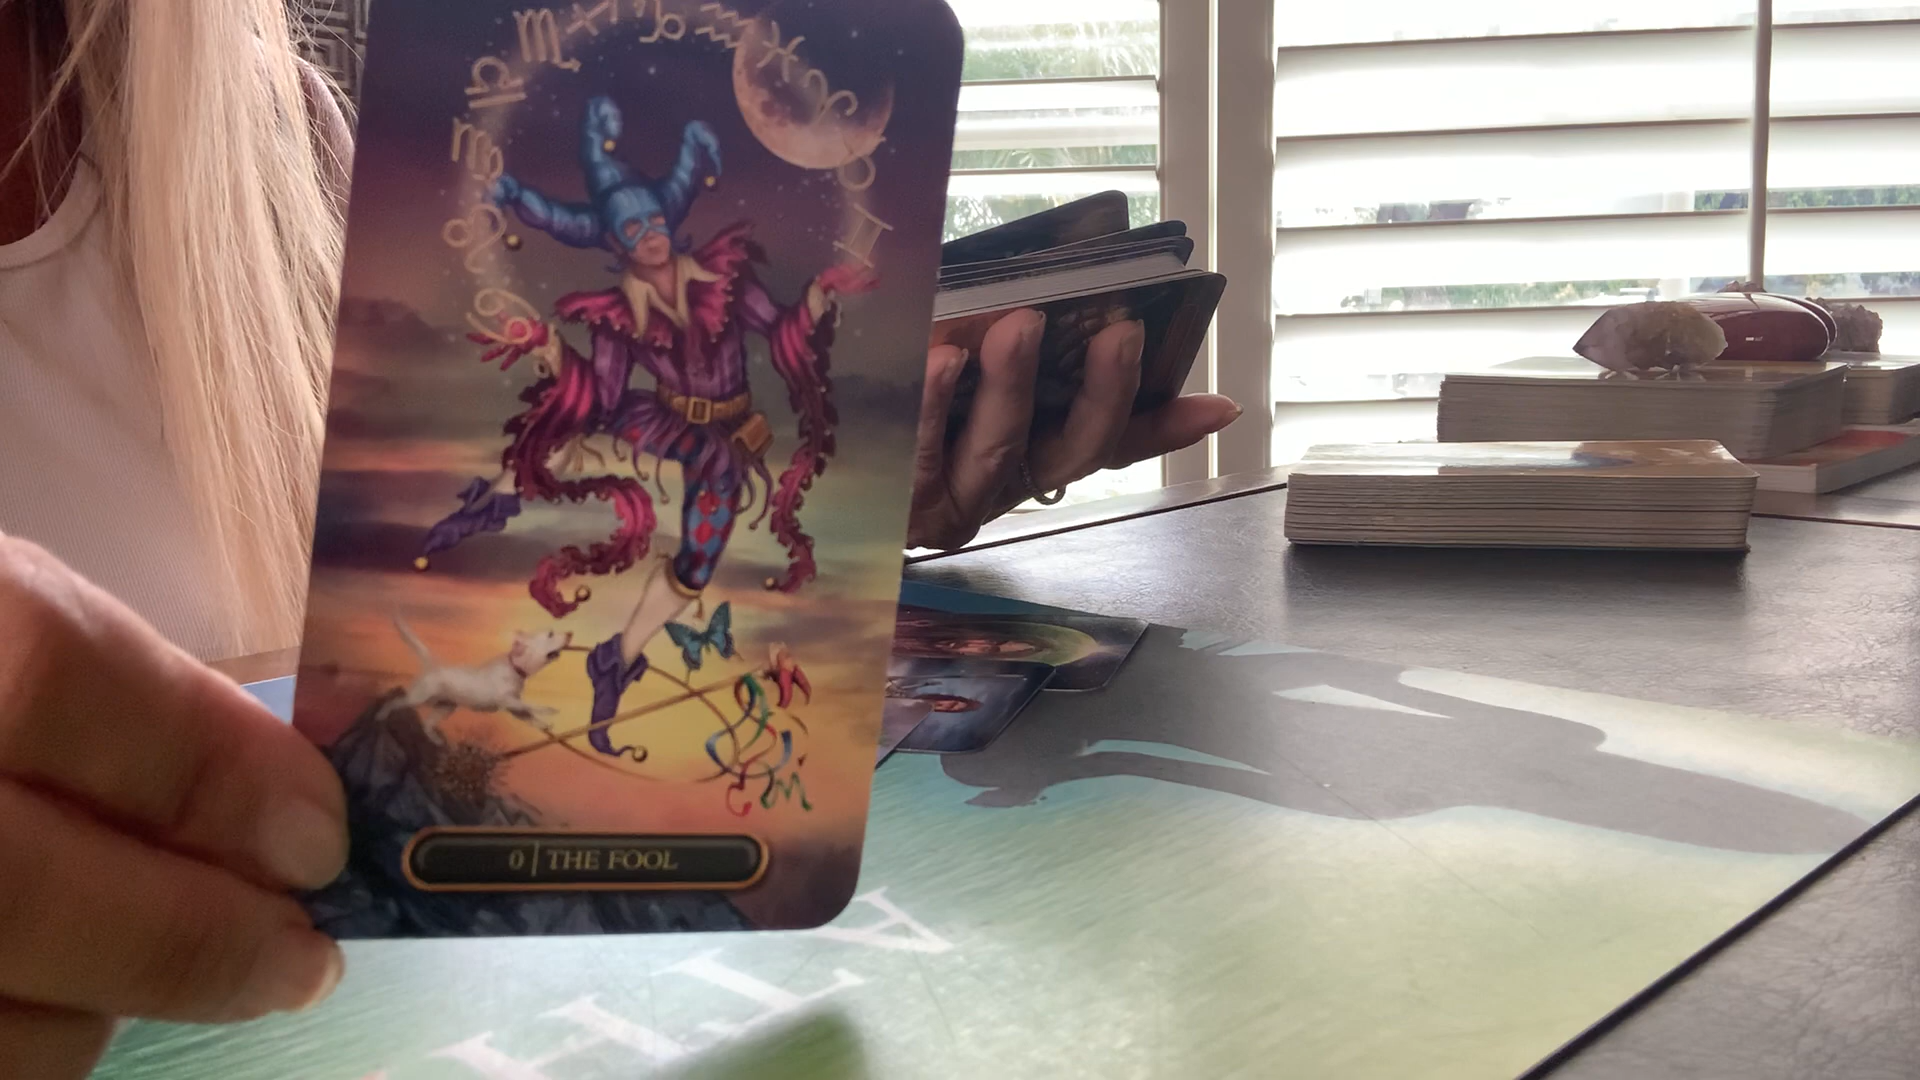 ♏ ♐ ♑ ♒ ♓ ♈ ♉ ♊ ♋ ♌ ♍ ♎
0 | THE FOOL